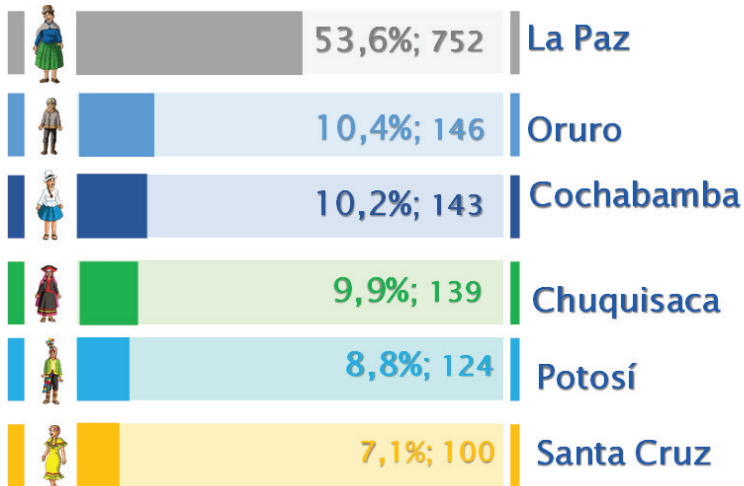 53,6%; 752 La Paz
10,4%; 146 Oruro
10,2%; 143 Cochabamba
9,9%; 139 Chuquisaca
8,8%; 124 Potosí
7,1%; 100 Santa Cruz